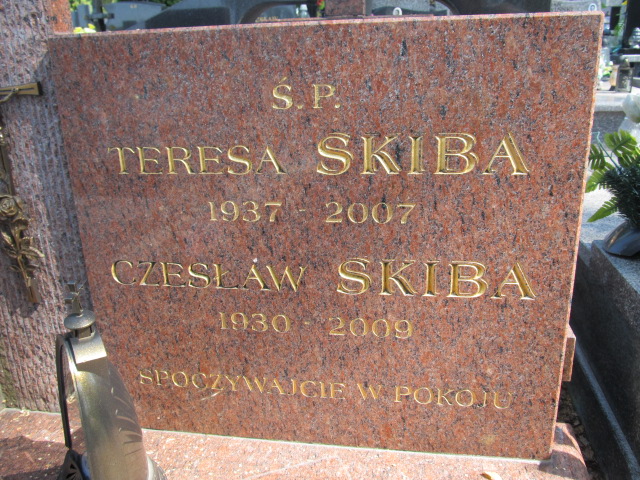 Ś. P.
TERESA SKIBA
1937 - 2007
CZESŁAW SKIBA
1930 - 2009
SPOCZYWAJCIE W POKOJU